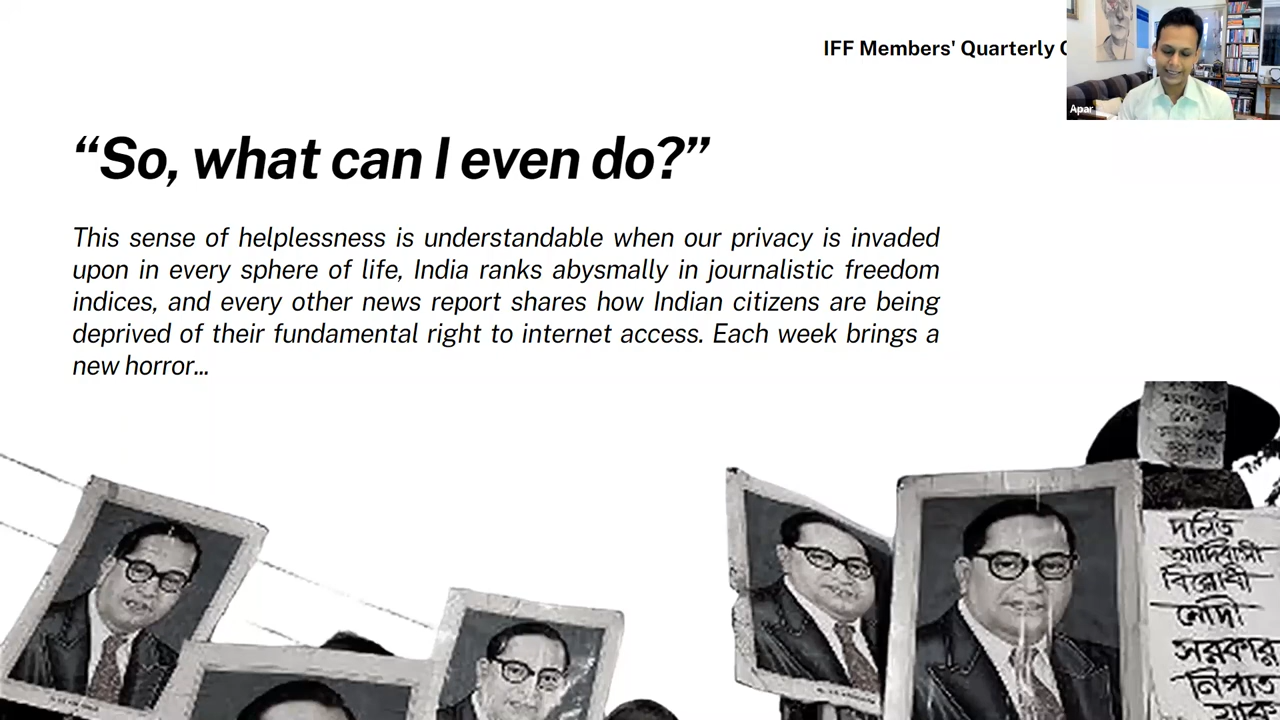 IFF Members' Quarterly
Apar
“So, what can I even do?”
This sense of helplessness is understandable when our privacy is invaded
upon in every sphere of life, India ranks abysmally in journalistic freedom
indices, and every other news report shares how Indian citizens are being
deprived of their fundamental right to internet access. Each week brings a
new horror...
দলিত
আদিবাসী
বিরোধী
মোদী
সরকার
নিপাত
যাক